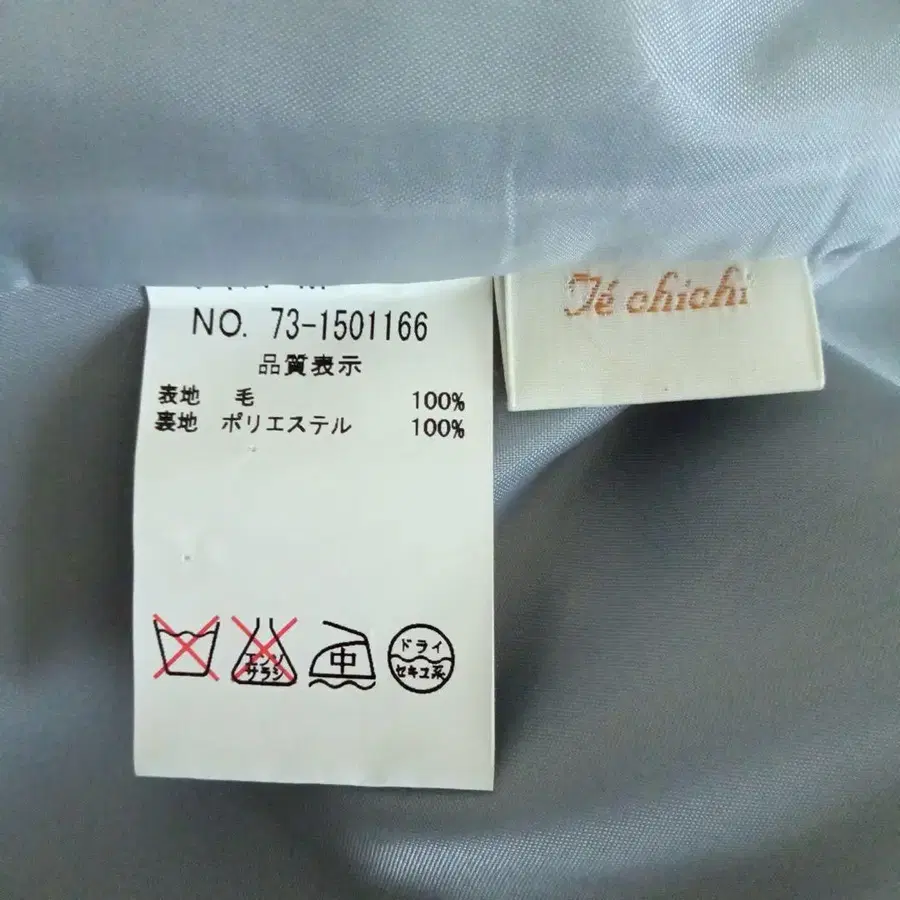 Té chichi
NO. 73-1501166
品質表示
表地 毛 100%
裏地 ポリエステル 100%
エンソ
サラシ
中
ドライ
セキユ系